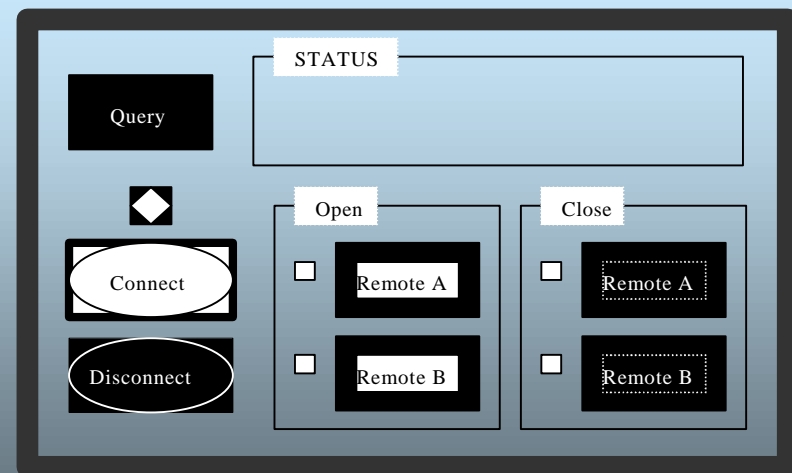 STATUS
Query
Open
Close
Connect
Remote A
Remote A
Disconnect
Remote B
Remote B